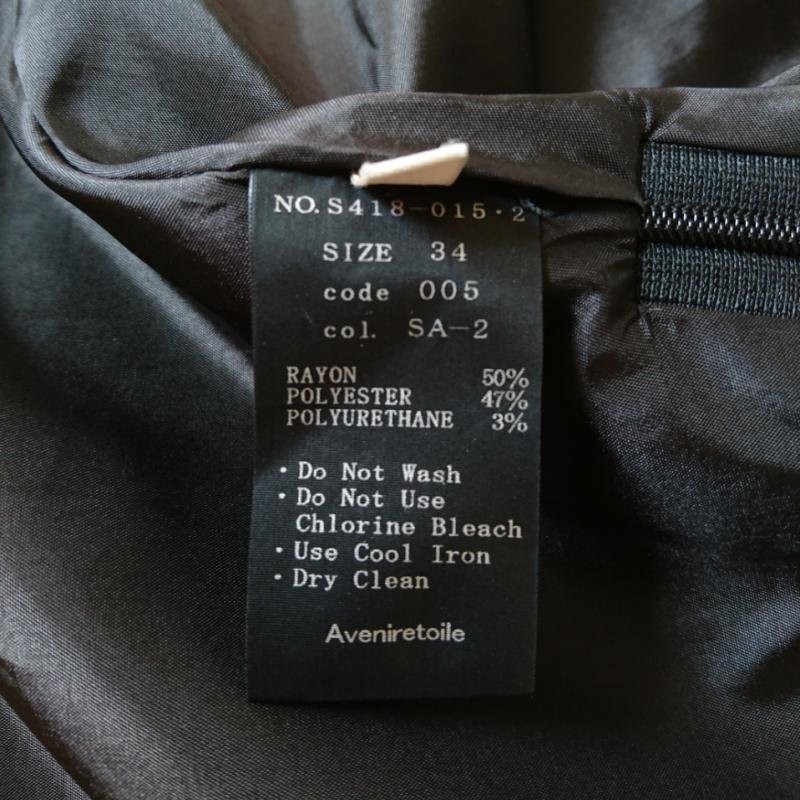 NO. S418-015·2
SIZE 34
code 005
col. SA-2
RAYON 50%
POLYESTER 47%
POLYURETHANE 3%
・Do Not Wash
・Do Not Use
Chlorine Bleach
・Use Cool Iron
・Dry Clean
Aveniretoile